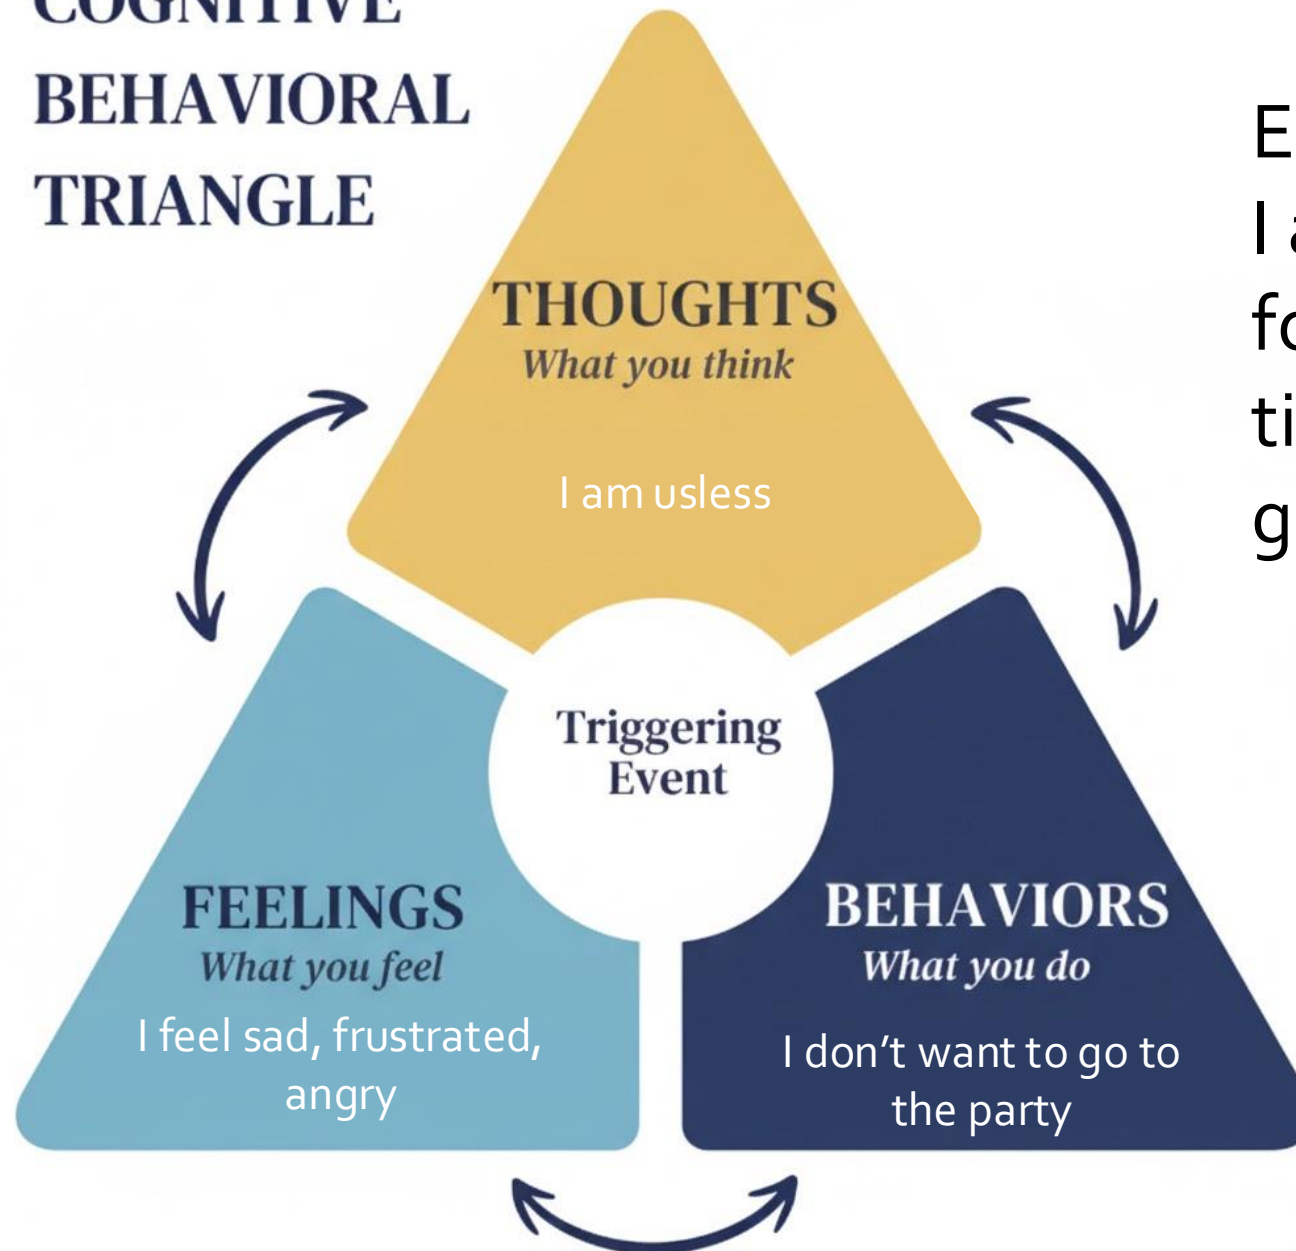 COGNITIVE
BEHAVIORAL
TRIANGLE
THOUGHTS
What you think
I am usless
Triggering
Event
FEELINGS
What you feel
I feel sad, frustrated,
angry
BEHAVIORS
What you do
I don’t want to go to
the party